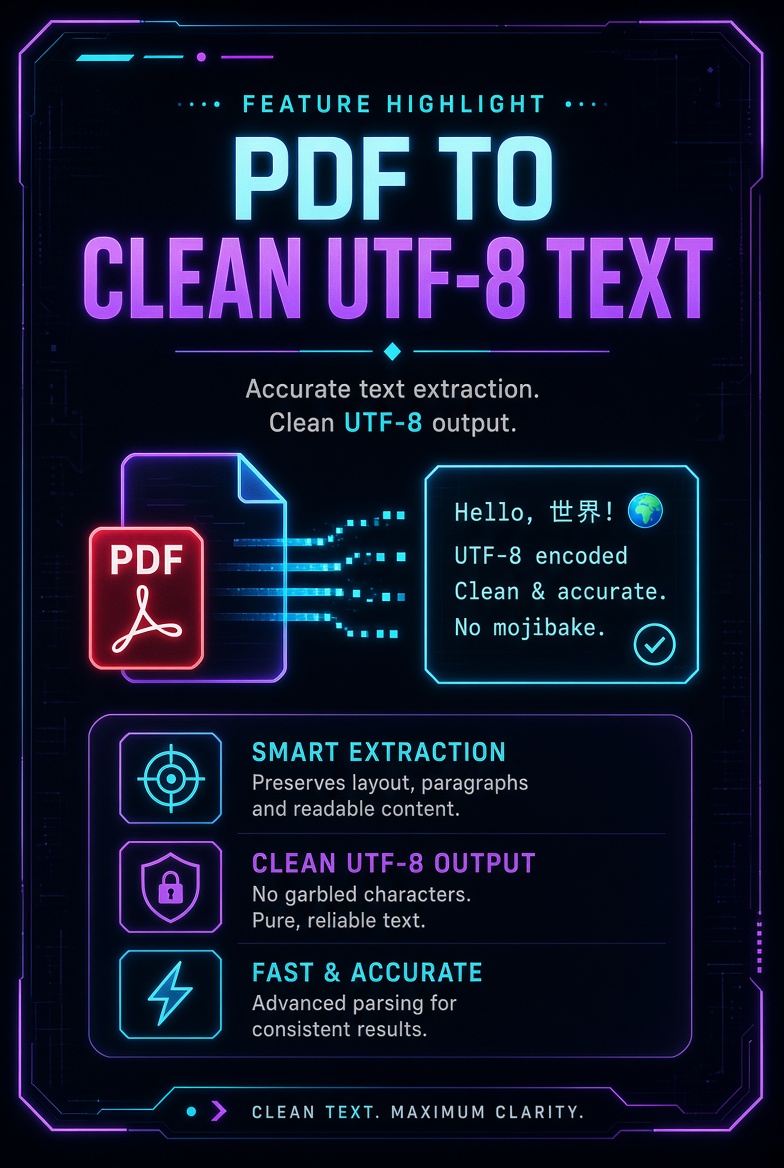 FEATURE HIGHLIGHT
PDF TO
CLEAN UTF-8 TEXT
Accurate text extraction.
Clean UTF-8 output.
PDF
Hello, 世界! 🌍
UTF-8 encoded
Clean & accurate.
No mojibake.
SMART EXTRACTION
Preserves layout, paragraphs
and readable content.
CLEAN UTF-8 OUTPUT
No garbled characters.
Pure, reliable text.
FAST & ACCURATE
Advanced parsing for
consistent results.
CLEAN TEXT. MAXIMUM CLARITY.